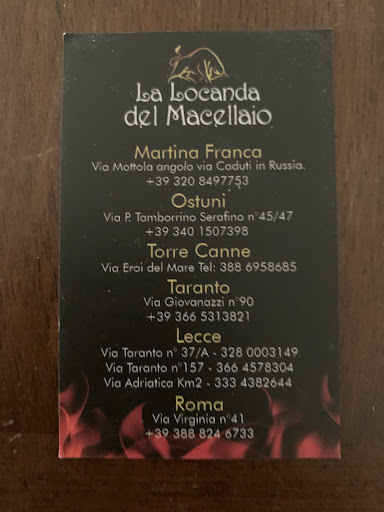 La Locanda
del Macellaio
Martina Franca
Via Mottola angolo via Caduti in Russia.
+39 320 8497753
Ostuni
Via P. Tamborrino Serafino n°45/47
+39 340 1507398
Torre Canne
Via Eroi del Mare Tel: 388 6958685
Taranto
Via Giovanazzi n°90
+39 366 5313821
Lecce
Via Taranto n° 37/A - 328 0003149
Via Taranto n°157 - 366 4578304
Via Adriatica Km2 - 333 4382644
Roma
Via Virginia n°41
+39 388 824 6733